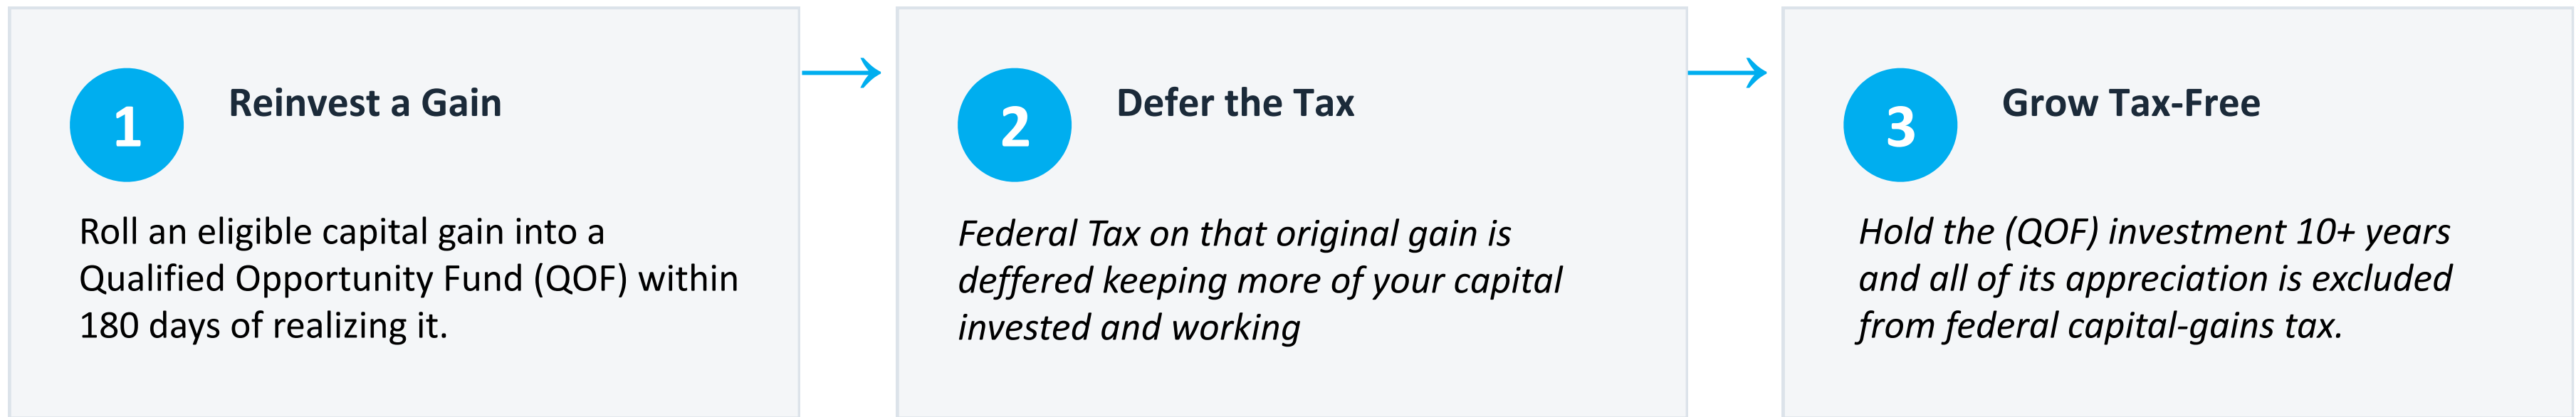 1
Reinvest a Gain
Roll an eligible capital gain into a
Qualified Opportunity Fund (QOF) within
180 days of realizing it.
2
Defer the Tax
Federal Tax on that original gain is
deffered keeping more of your capital
invested and working
3
Grow Tax-Free
Hold the (QOF) investment 10+ years
and all of its appreciation is excluded
from federal capital-gains tax.